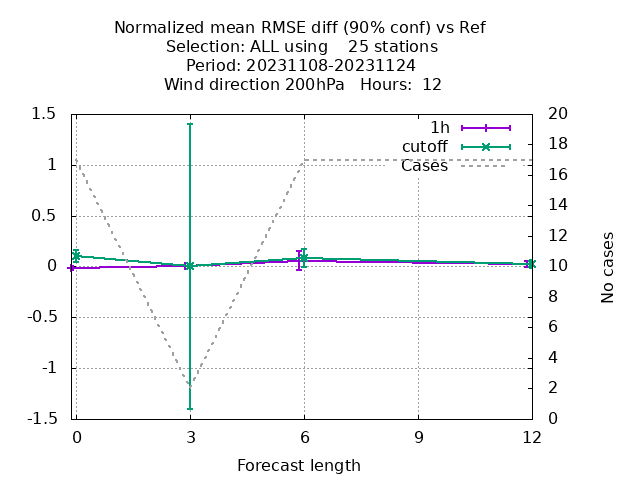 Normalized mean RMSE diff (90% conf) vs Ref
Selection: ALL using    25 stations
Period: 20231108-20231124
Wind direction 200hPa   Hours:  12
1.5
1
0.5
0
-0.5
-1
-1.5
20
18
16
14
12
10
8
6
4
2
0
1h
cutoff
Cases
No cases
0 3 6 9 12
Forecast length